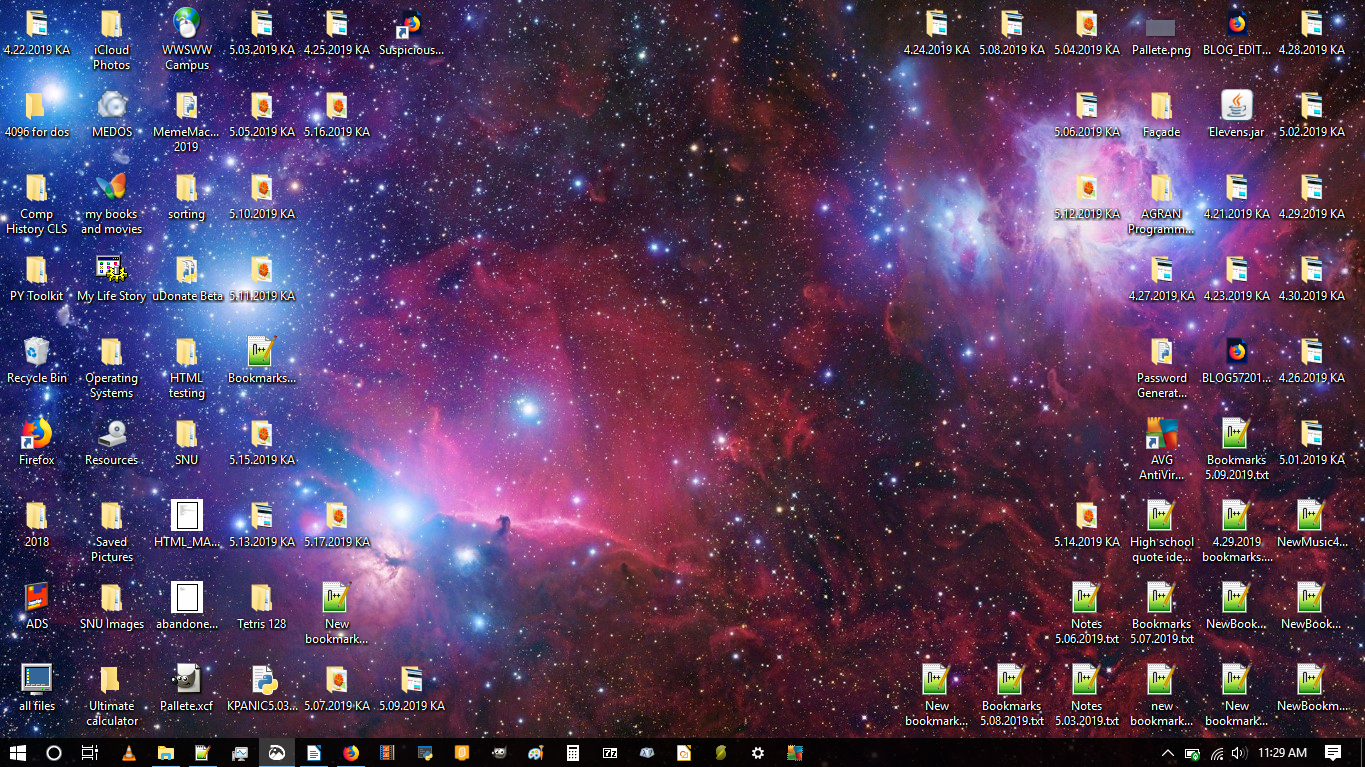 4.22.2019 KA
iCloud
Photos
WWSWW
Campus
5.03.2019 KA
4.25.2019 KA
Suspicious...
4.24.2019 KA
5.08.2019 KA
5.04.2019 KA
Pallete.png
BLOG_EDIT...
4.28.2019 KA
4096 for dos
MEDOS
MemeMac...
2019
5.05.2019 KA
5.16.2019 KA
5.06.2019 KA
Façade
Elevens.jar
5.02.2019 KA
Comp
History CLS
my books
and movies
sorting
5.10.2019 KA
5.12.2019 KA
AGRAN
Programm...
4.21.2019 KA
4.29.2019 KA
PY Toolkit
My Life Story
uDonate Beta
5.11.2019 KA
4.27.2019 KA
4.23.2019 KA
4.30.2019 KA
Recycle Bin
Operating
Systems
HTML
testing
Bookmarks...
Password
Generat...
BLOG57201...
4.26.2019 KA
Firefox
Resources
SNU
5.15.2019 KA
AVG
AntiVir...
Bookmarks
5.09.2019.txt
5.01.2019 KA
2018
Saved
Pictures
HTML_MA...
5.13.2019 KA
5.17.2019 KA
5.14.2019 KA
High school
quote ide...
4.29.2019
bookmarks....
NewMusic4...
ADS
SNU Images
abandone...
Tetris 128
New
bookmark...
Notes
5.06.2019.txt
Bookmarks
5.07.2019.txt
NewBook...
NewBook...
all files
Ultimate
calculator
Pallete.xcf
KPANIC5.03...
5.07.2019 KA
5.09.2019 KA
New
bookmark...
Bookmarks
5.08.2019.txt
Notes
5.03.2019.txt
new
bookmark...
New
bookmark...
NewBookm...
11:29 AM